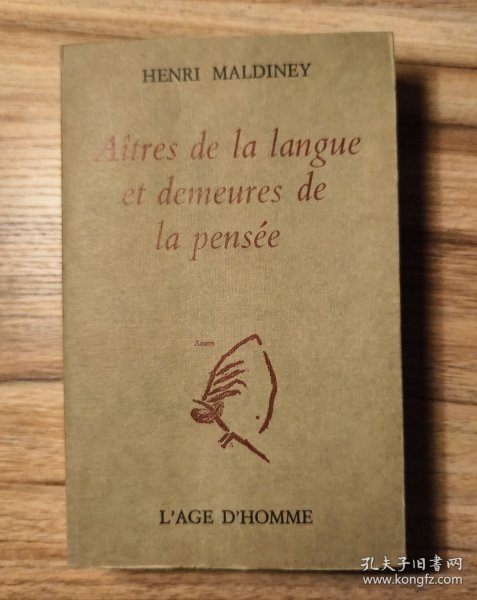 HENRI MALDINEY
Aîtres de la langue
et demeures de
la pensée
Amers
L'AGE D'HOMME
孔夫子旧书网
www.kongfz.com